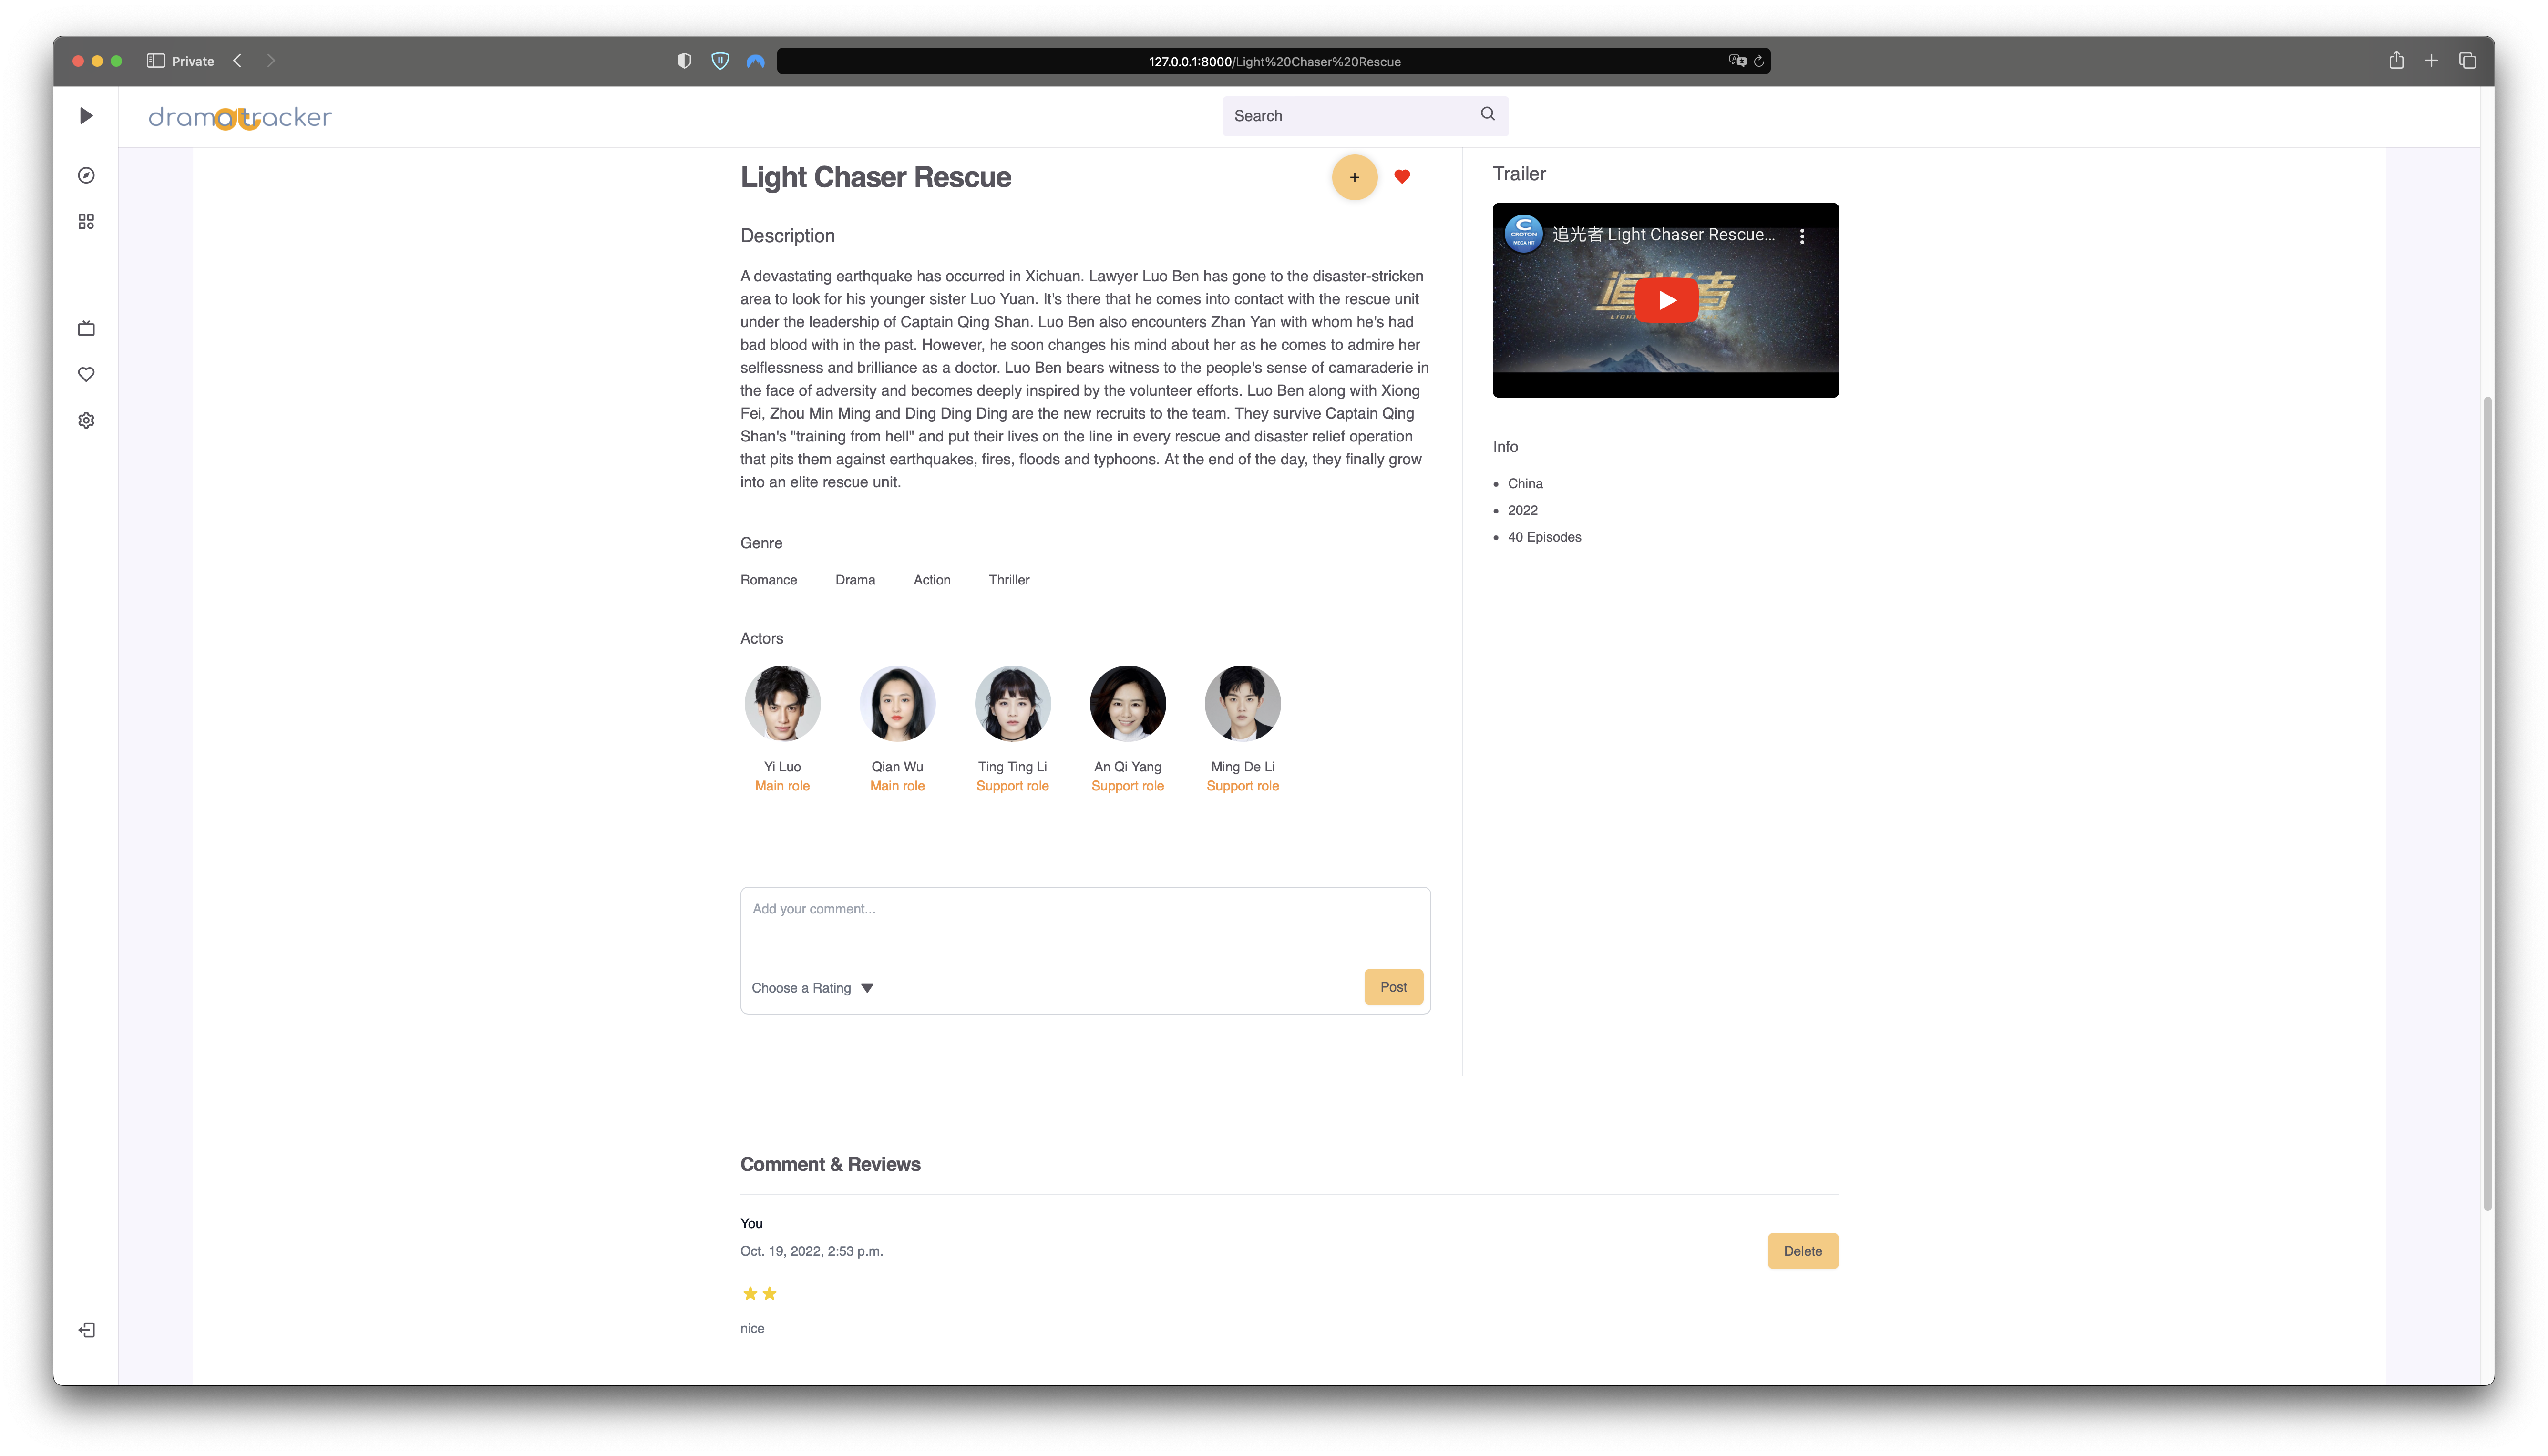 Private
127.0.0.1:8000/Light%20Chaser%20Rescue
dramatracker
Search
Light Chaser Rescue
+
Description
A devastating earthquake has occurred in Xichuan. Lawyer Luo Ben has gone to the disaster-stricken
area to look for his younger sister Luo Yuan. It's there that he comes into contact with the rescue unit
under the leadership of Captain Qing Shan. Luo Ben also encounters Zhan Yan with whom he's had
bad blood with in the past. However, he soon changes his mind about her as he comes to admire her
selflessness and brilliance as a doctor. Luo Ben bears witness to the people's sense of camaraderie in
the face of adversity and becomes deeply inspired by the volunteer efforts. Luo Ben along with Xiong
Fei, Zhou Min Ming and Ding Ding Ding are the new recruits to the team. They survive Captain Qing
Shan's "training from hell" and put their lives on the line in every rescue and disaster relief operation
that pits them against earthquakes, fires, floods and typhoons. At the end of the day, they finally grow
into an elite rescue unit.
Genre
Romance Drama Action Thriller
Actors
Yi Luo
Main role
Qian Wu
Main role
Ting Ting Li
Support role
An Qi Yang
Support role
Ming De Li
Support role
Add your comment...
Choose a Rating
Post
Trailer
C
CROTON
MEGA HIT
追光者 Light Chaser Rescue...
追 者
Info
China
2022
40 Episodes
Comment & Reviews
You
Oct. 19, 2022, 2:53 p.m.
Delete
nice